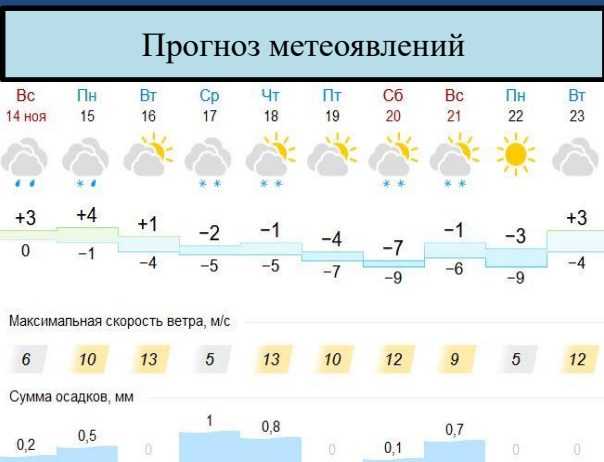 Прогноз метеоявлений
Вс Пн Вт Ср Чт Пт Сб Вс Пн Вт
14 ноя 15 16 17 18 19 20 21 22 23
+3 +4 +1 −2 −1 −4 −7 −1 −3 +3
0 −1 −4 −5 −5 −7 −9 −6 −9 −4
Максимальная скорость ветра, м/с
6 10 13 5 13 10 12 9 5 12
Сумма осадков, мм
0,2 0,5 0 1 0,8 0 0,1 0,7 0 0